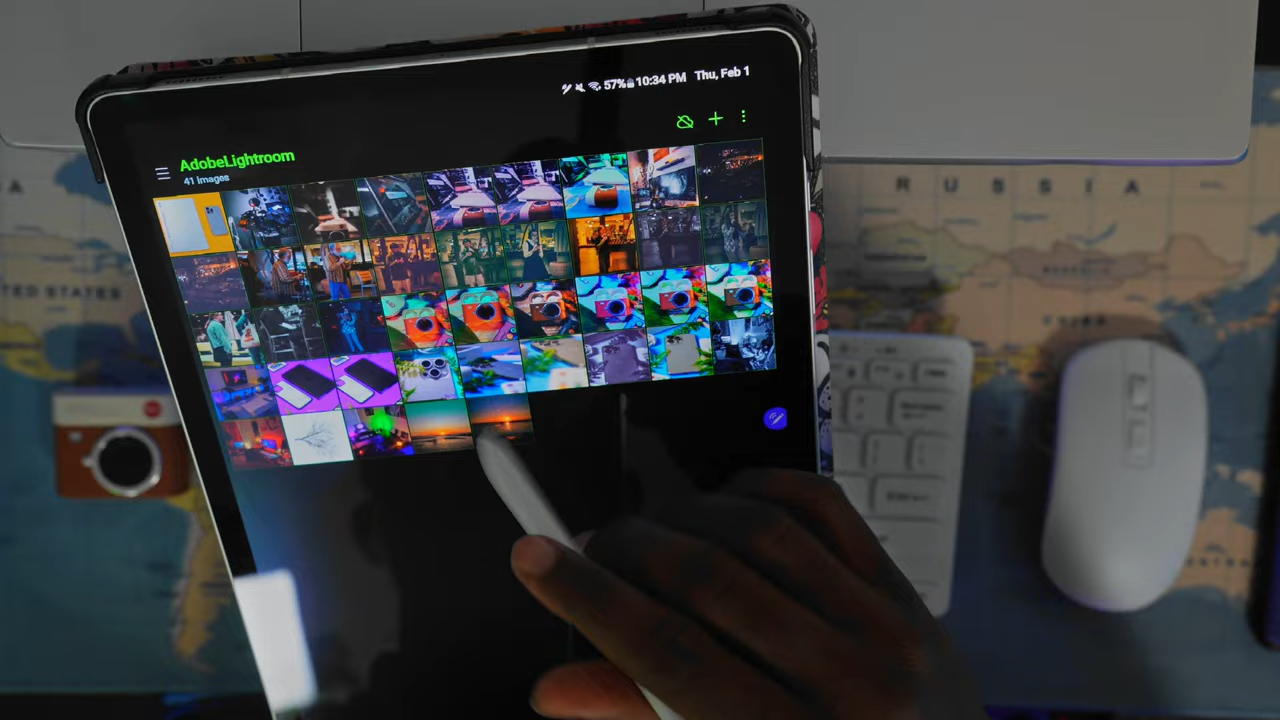 57% 10:34 PM Thu, Feb 1
AdobeLightroom
41 images
RUSSIA
TED STATES